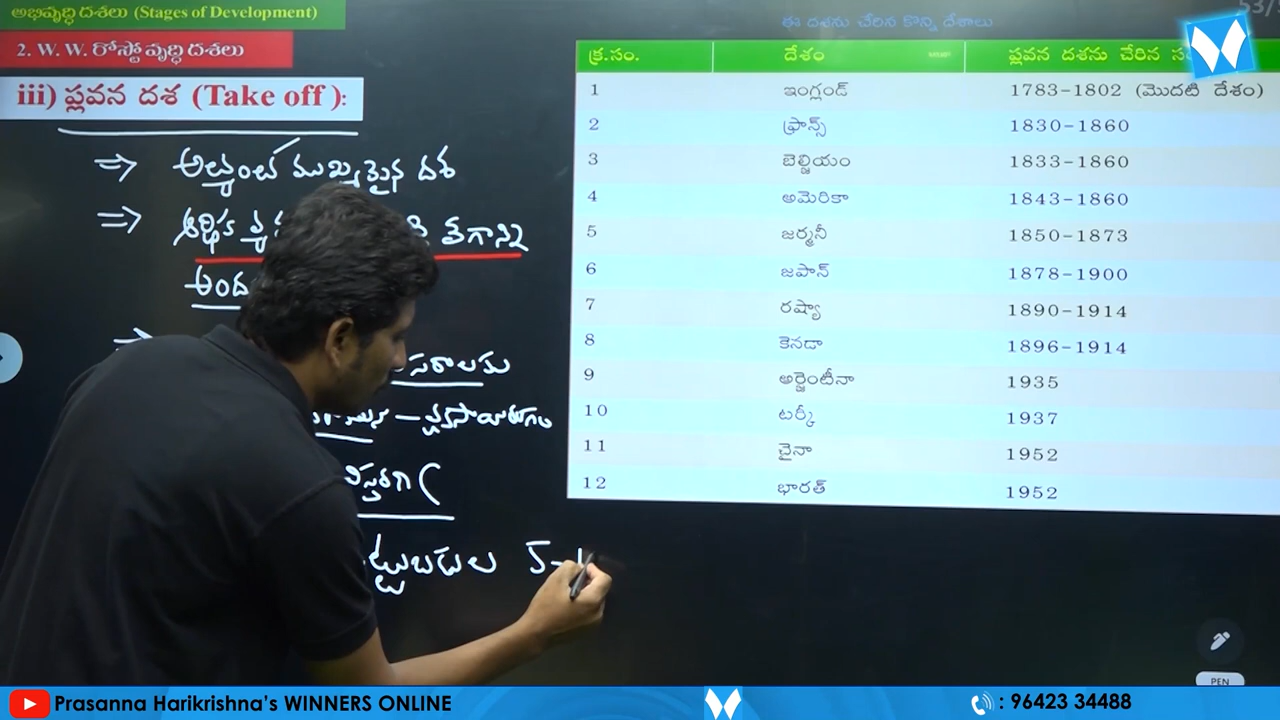 అభివృద్ధి దశలు (Stages of Development)
2. W. W. రోస్టో వృద్ధి దశలు
iii) ప్లవన దశ (Take off ):
⇒ అత్యంత ముఖ్యమైన దశ
⇒ ఆర్థిక
అంద
సరాలకు
పెట్టుబడుల 5-1
ఈ దశను చేరిన కొన్ని దేశాలు
క్ర.సం. దేశం ప్లవన దశను చేరిన
1 ఇంగ్లండ్ 1783-1802 (మొదటి దేశం)
2 ఫ్రాన్స్ 1830-1860
3 బెల్జియం 1833-1860
4 అమెరికా 1843-1860
5 జర్మనీ 1850-1873
6 జపాన్ 1878-1900
7 రష్యా 1890-1914
8 కెనడా 1896-1914
9 అర్జెంటీనా 1935
10 టర్కీ 1937
11 చైనా 1952
12 భారత్ 1952
PEN
Prasanna Harikrishna's WINNERS ONLINE
: 96423 34488